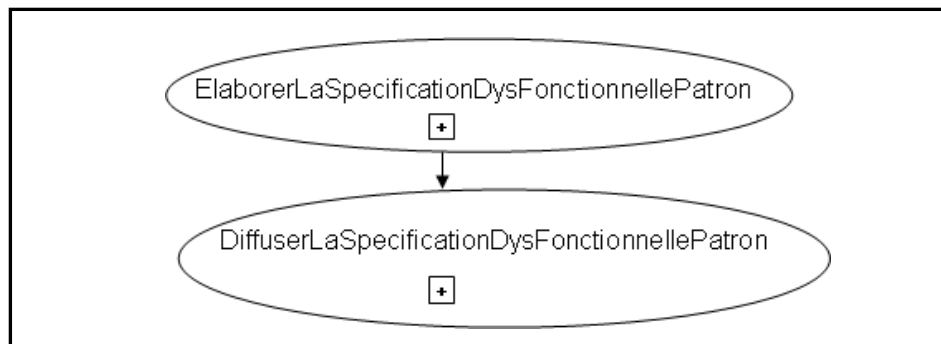 ElaborerLaSpecificationDysFonctionnellePatron
+
DiffuserLaSpecificationDysFonctionnellePatron
+